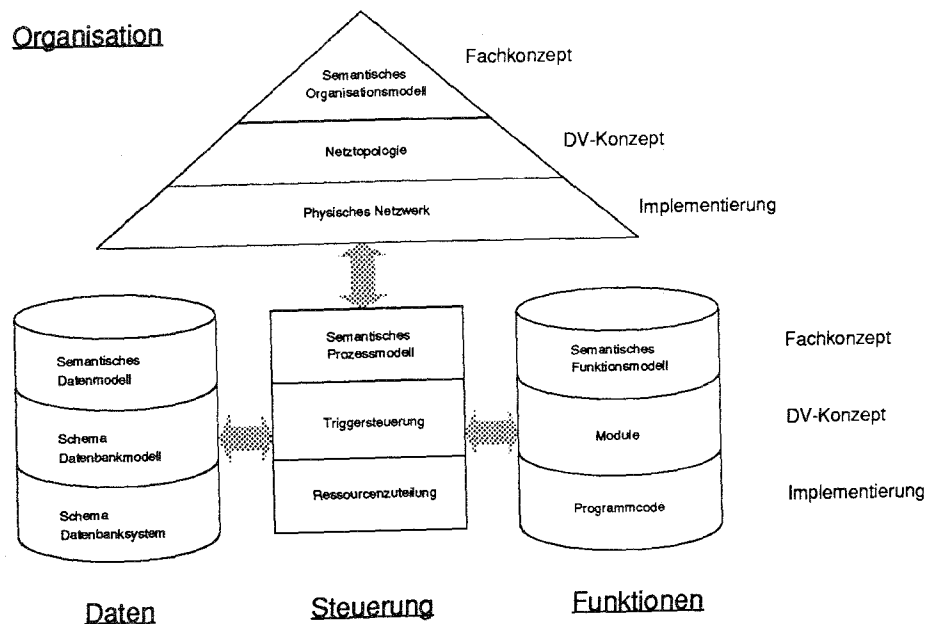 Organisation
Fachkonzept
Semantisches
Organisationsmodell
DV-Konzept
Netztopologie
Implementierung
Physisches Netzwerk
Semantisches
Datenmodell
Schema
Datenbankmodell
Schema
Datenbanksystem
Daten
Semantisches
Prozessmodell
Triggersteuerung
Ressourcenzuteilung
Steuerung
Semantisches
Funktionsmodell
Module
Programmcode
Funktionen
Fachkonzept
DV-Konzept
Implementierung